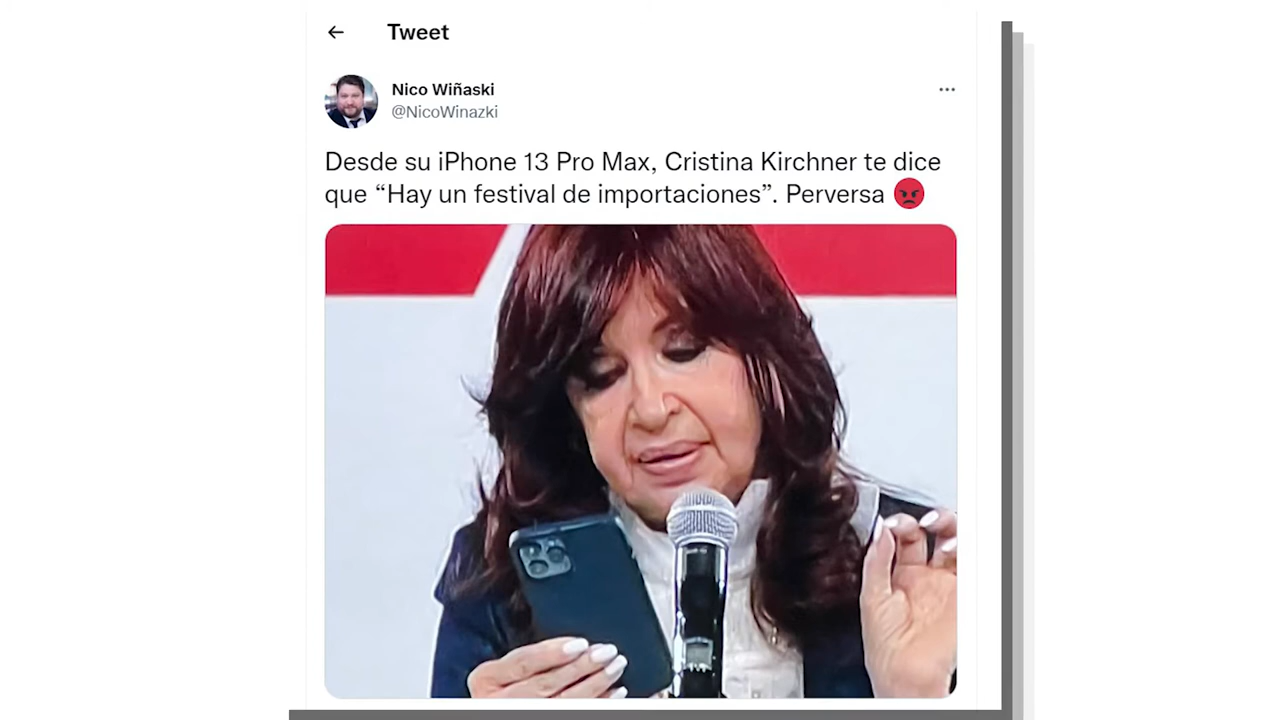 Tweet
Nico Wiñaski
@NicoWinazki
Desde su iPhone 13 Pro Max, Cristina Kirchner te dice
que “Hay un festival de importaciones”. Perversa